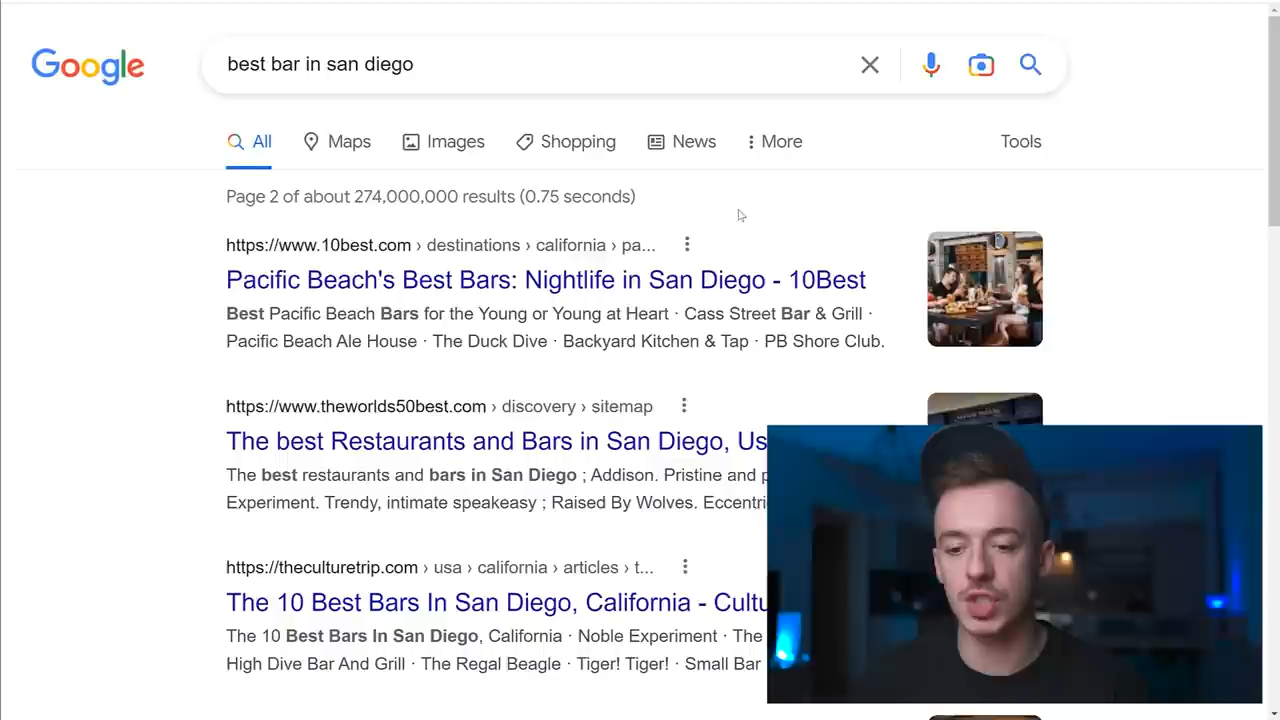 Google
best bar in san diego
All
Maps
Images
Shopping
News
More
Tools
Page 2 of about 274,000,000 results (0.75 seconds)
https://www.10best.com › destinations › california › pa...
Pacific Beach's Best Bars: Nightlife in San Diego - 10Best
Best Pacific Beach Bars for the Young or Young at Heart · Cass Street Bar & Grill ·
Pacific Beach Ale House · The Duck Dive · Backyard Kitchen & Tap · PB Shore Club.
https://www.theworlds50best.com › discovery › sitemap
The best Restaurants and Bars in San Diego, Us
The best restaurants and bars in San Diego ; Addison. Pristine and p
Experiment. Trendy, intimate speakeasy ; Raised By Wolves. Eccentri
https://theculturetrip.com › usa › california › articles › t...
The 10 Best Bars In San Diego, California - Cultu
The 10 Best Bars In San Diego, California · Noble Experiment · The
High Dive Bar And Grill · The Regal Beagle · Tiger! Tiger! · Small Bar